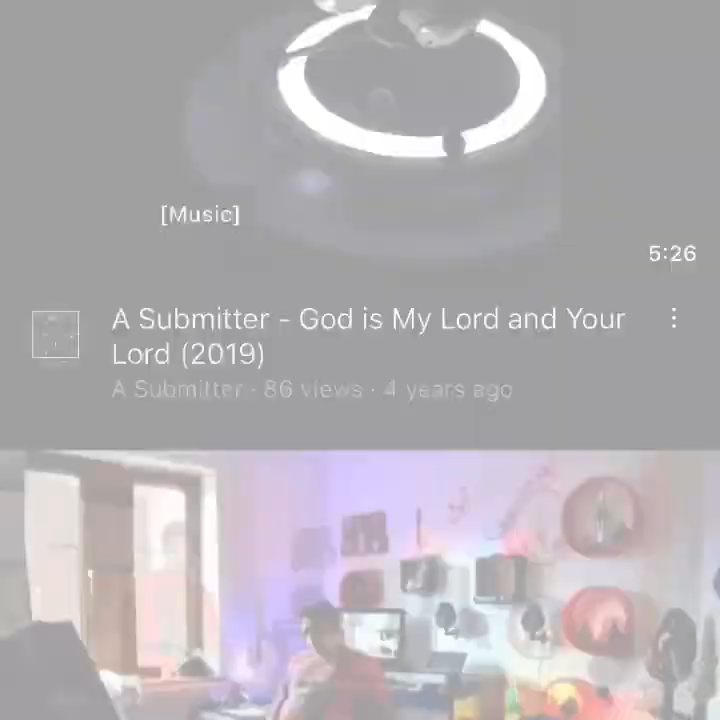 [Music]
5:26
A Submitter - God is My Lord and Your
Lord (2019)
A Submitter · 86 views · 4 years ago